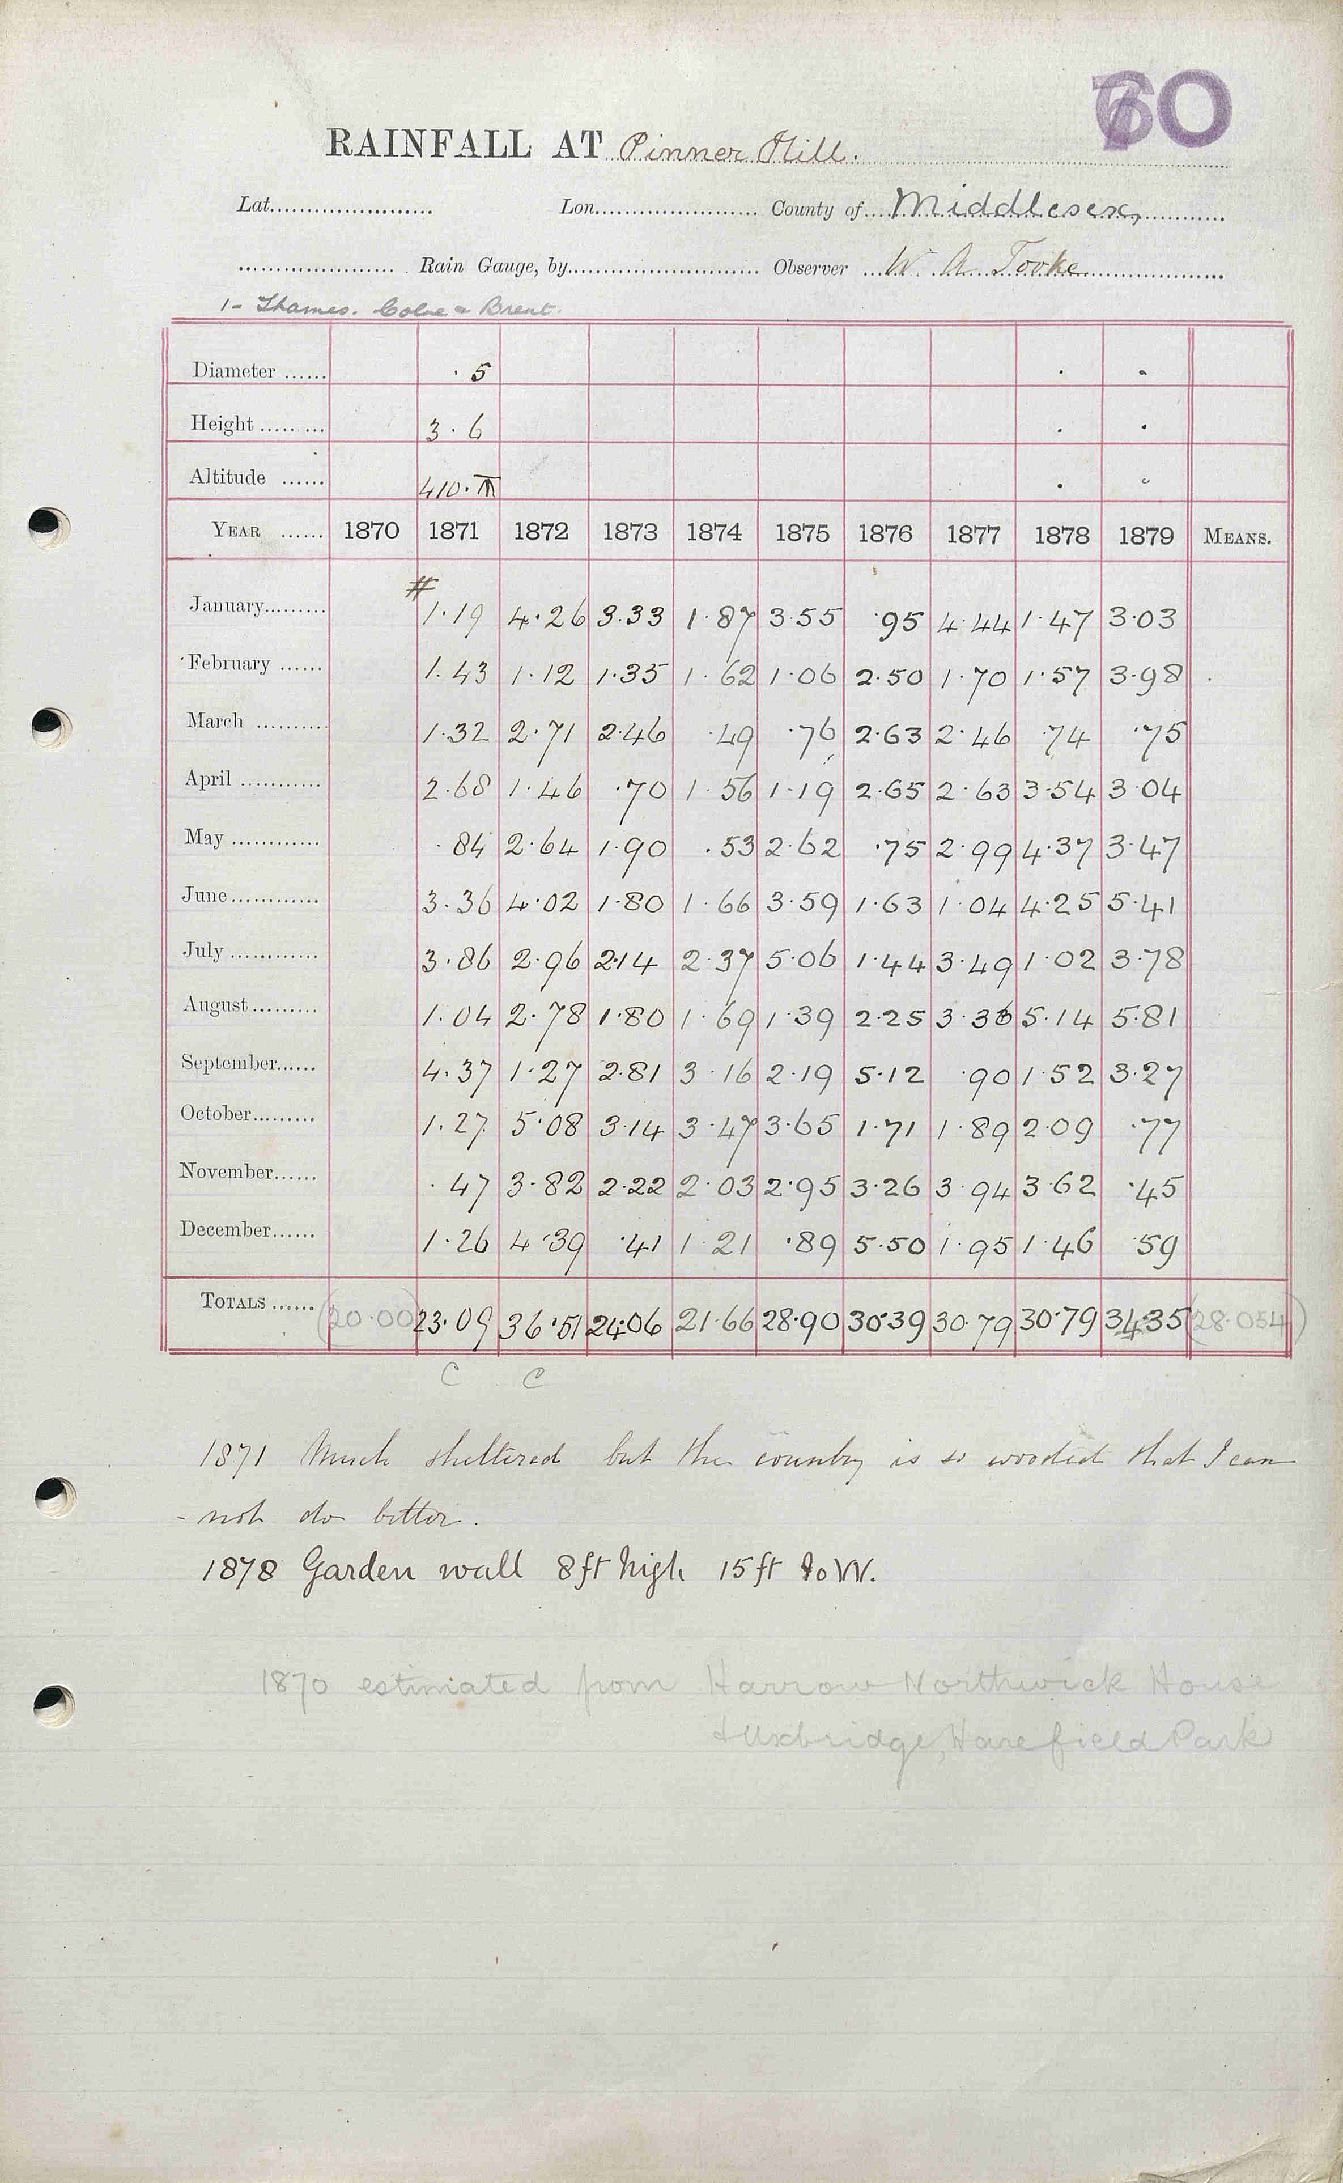 60
RAINFALL AT Pinner Hill.
Lat. Lon. County of Middlesex,
Rain Gauge, by Observer W. A. Tooke
1- Thames. Colne & Brent.
Diameter ...... · 5 · ·
Height ........ 3 · 6 · ·
Altitude ...... 410· T · ·
YEAR ...... 1870 1871 1872 1873 1874 1875 1876 1877 1878 1879 MEANS.
#
January......... 1·19 4·26 3·33 1·87 3·55 ·95 4·44 1·47 3·03
February ...... 1·43 1·12 1·35 1·62 1·06 2·50 1·70 1·57 3·98
March .......... 1·32 2·71 2·46 ·49 ·76 2·63 2·46 ·74 ·75
April ........... 2·68 1·46 ·70 1·56 1·19 2·65 2·63 3·54 3·04
May ............ ·84 2·64 1·90 ·53 2·62 ·75 2·99 4·37 3·47
June............ 3·36 4·02 1·80 1·66 3·59 1·63 1·04 4·25 5·41
July ............ 3·86 2·96 2·14 2·37 5·06 1·44 3·49 1·02 3·78
August......... 1·04 2·78 1·80 1·69 1·39 2·25 3·36 5·14 5·81
September...... 4·37 1·27 2·81 3·16 2·19 5·12 ·90 1·52 3·27
October......... 1·27 5·08 3·14 3·47 3·65 1·71 1·89 2·09 ·77
November...... ·47 3·82 2·22 2·03 2·95 3·26 3·94 3·62 ·45
December...... 1·26 4·39 ·41 1·21 ·89 5·50 1·95 1·46 ·59
TOTALS ...... (20·00) 23·09 36·51 24·06 21·66 28·90 30·39 30·79 30·79 34·35 (28·054)
C C
1871 Much sheltered but the country is so wooded that I can
- not do better.
1878 Garden wall 8ft high 15ft to W.
1870 estimated from Harrow Northwick House
& Uxbridge, Harefield Park